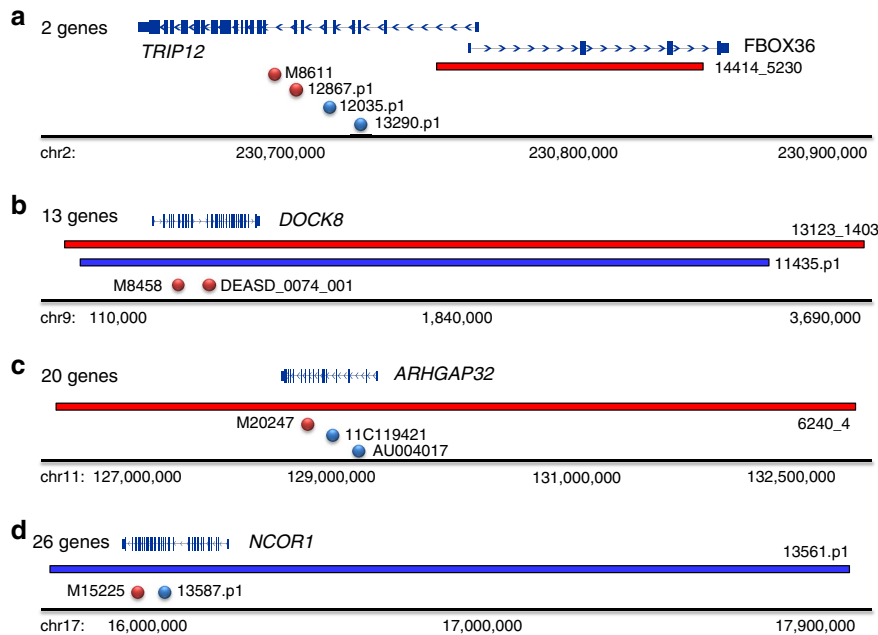 a
2 genes
TRIP12
FBOX36
14414_5230
M8611
12867.p1
12035.p1
13290.p1
chr2: 230,700,000 230,800,000 230,900,000
b
13 genes
DOCK8
13123_1403
11435.p1
M8458 DEASD_0074_001
chr9: 110,000 1,840,000 3,690,000
c
20 genes
ARHGAP32
6240_4
M20247
11C119421
AU004017
chr11: 127,000,000 129,000,000 131,000,000 132,500,000
d
26 genes
NCOR1
13561.p1
M15225 13587.p1
chr17: 16,000,000 17,000,000 17,900,000